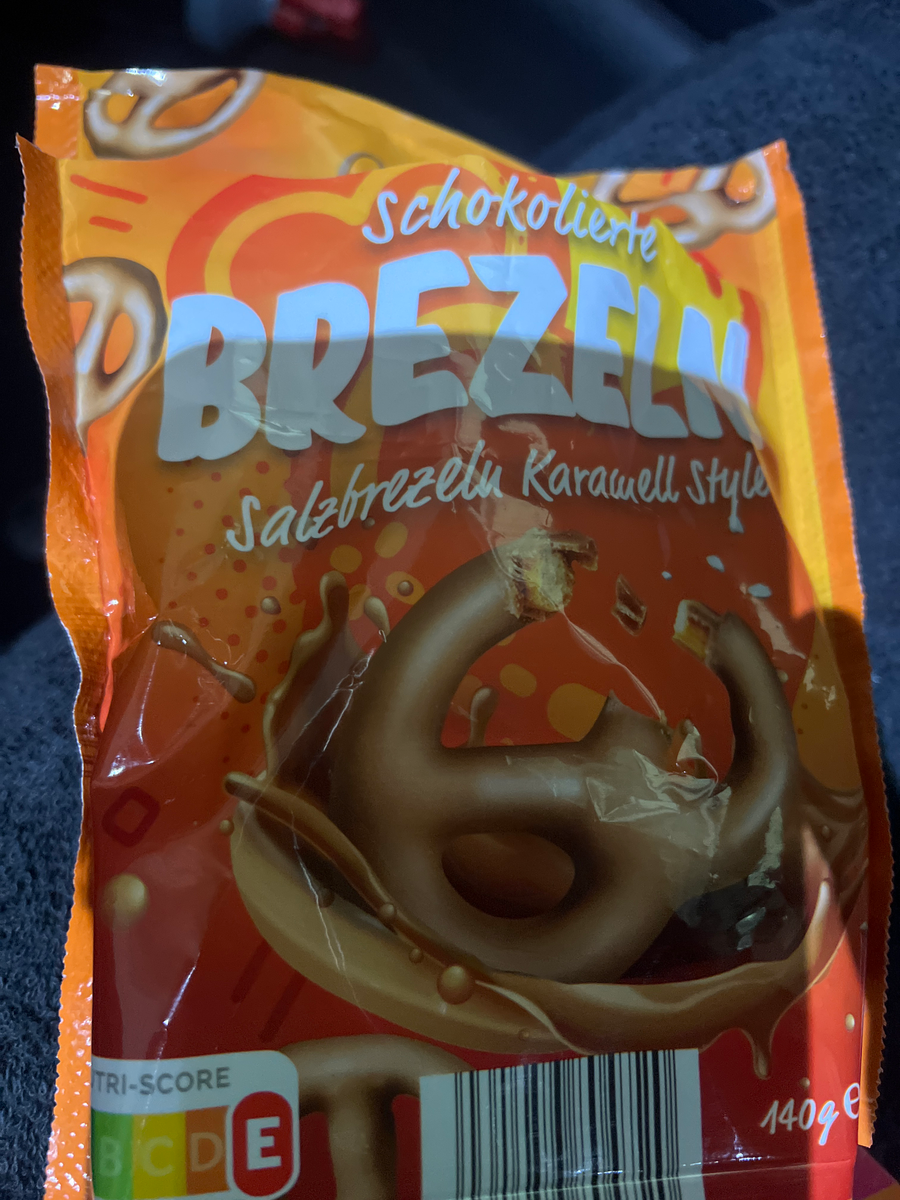 Schokolierte
BREZELN
Salzbrezeln Karamell Style
TRI-SCORE
B C D E
140g e